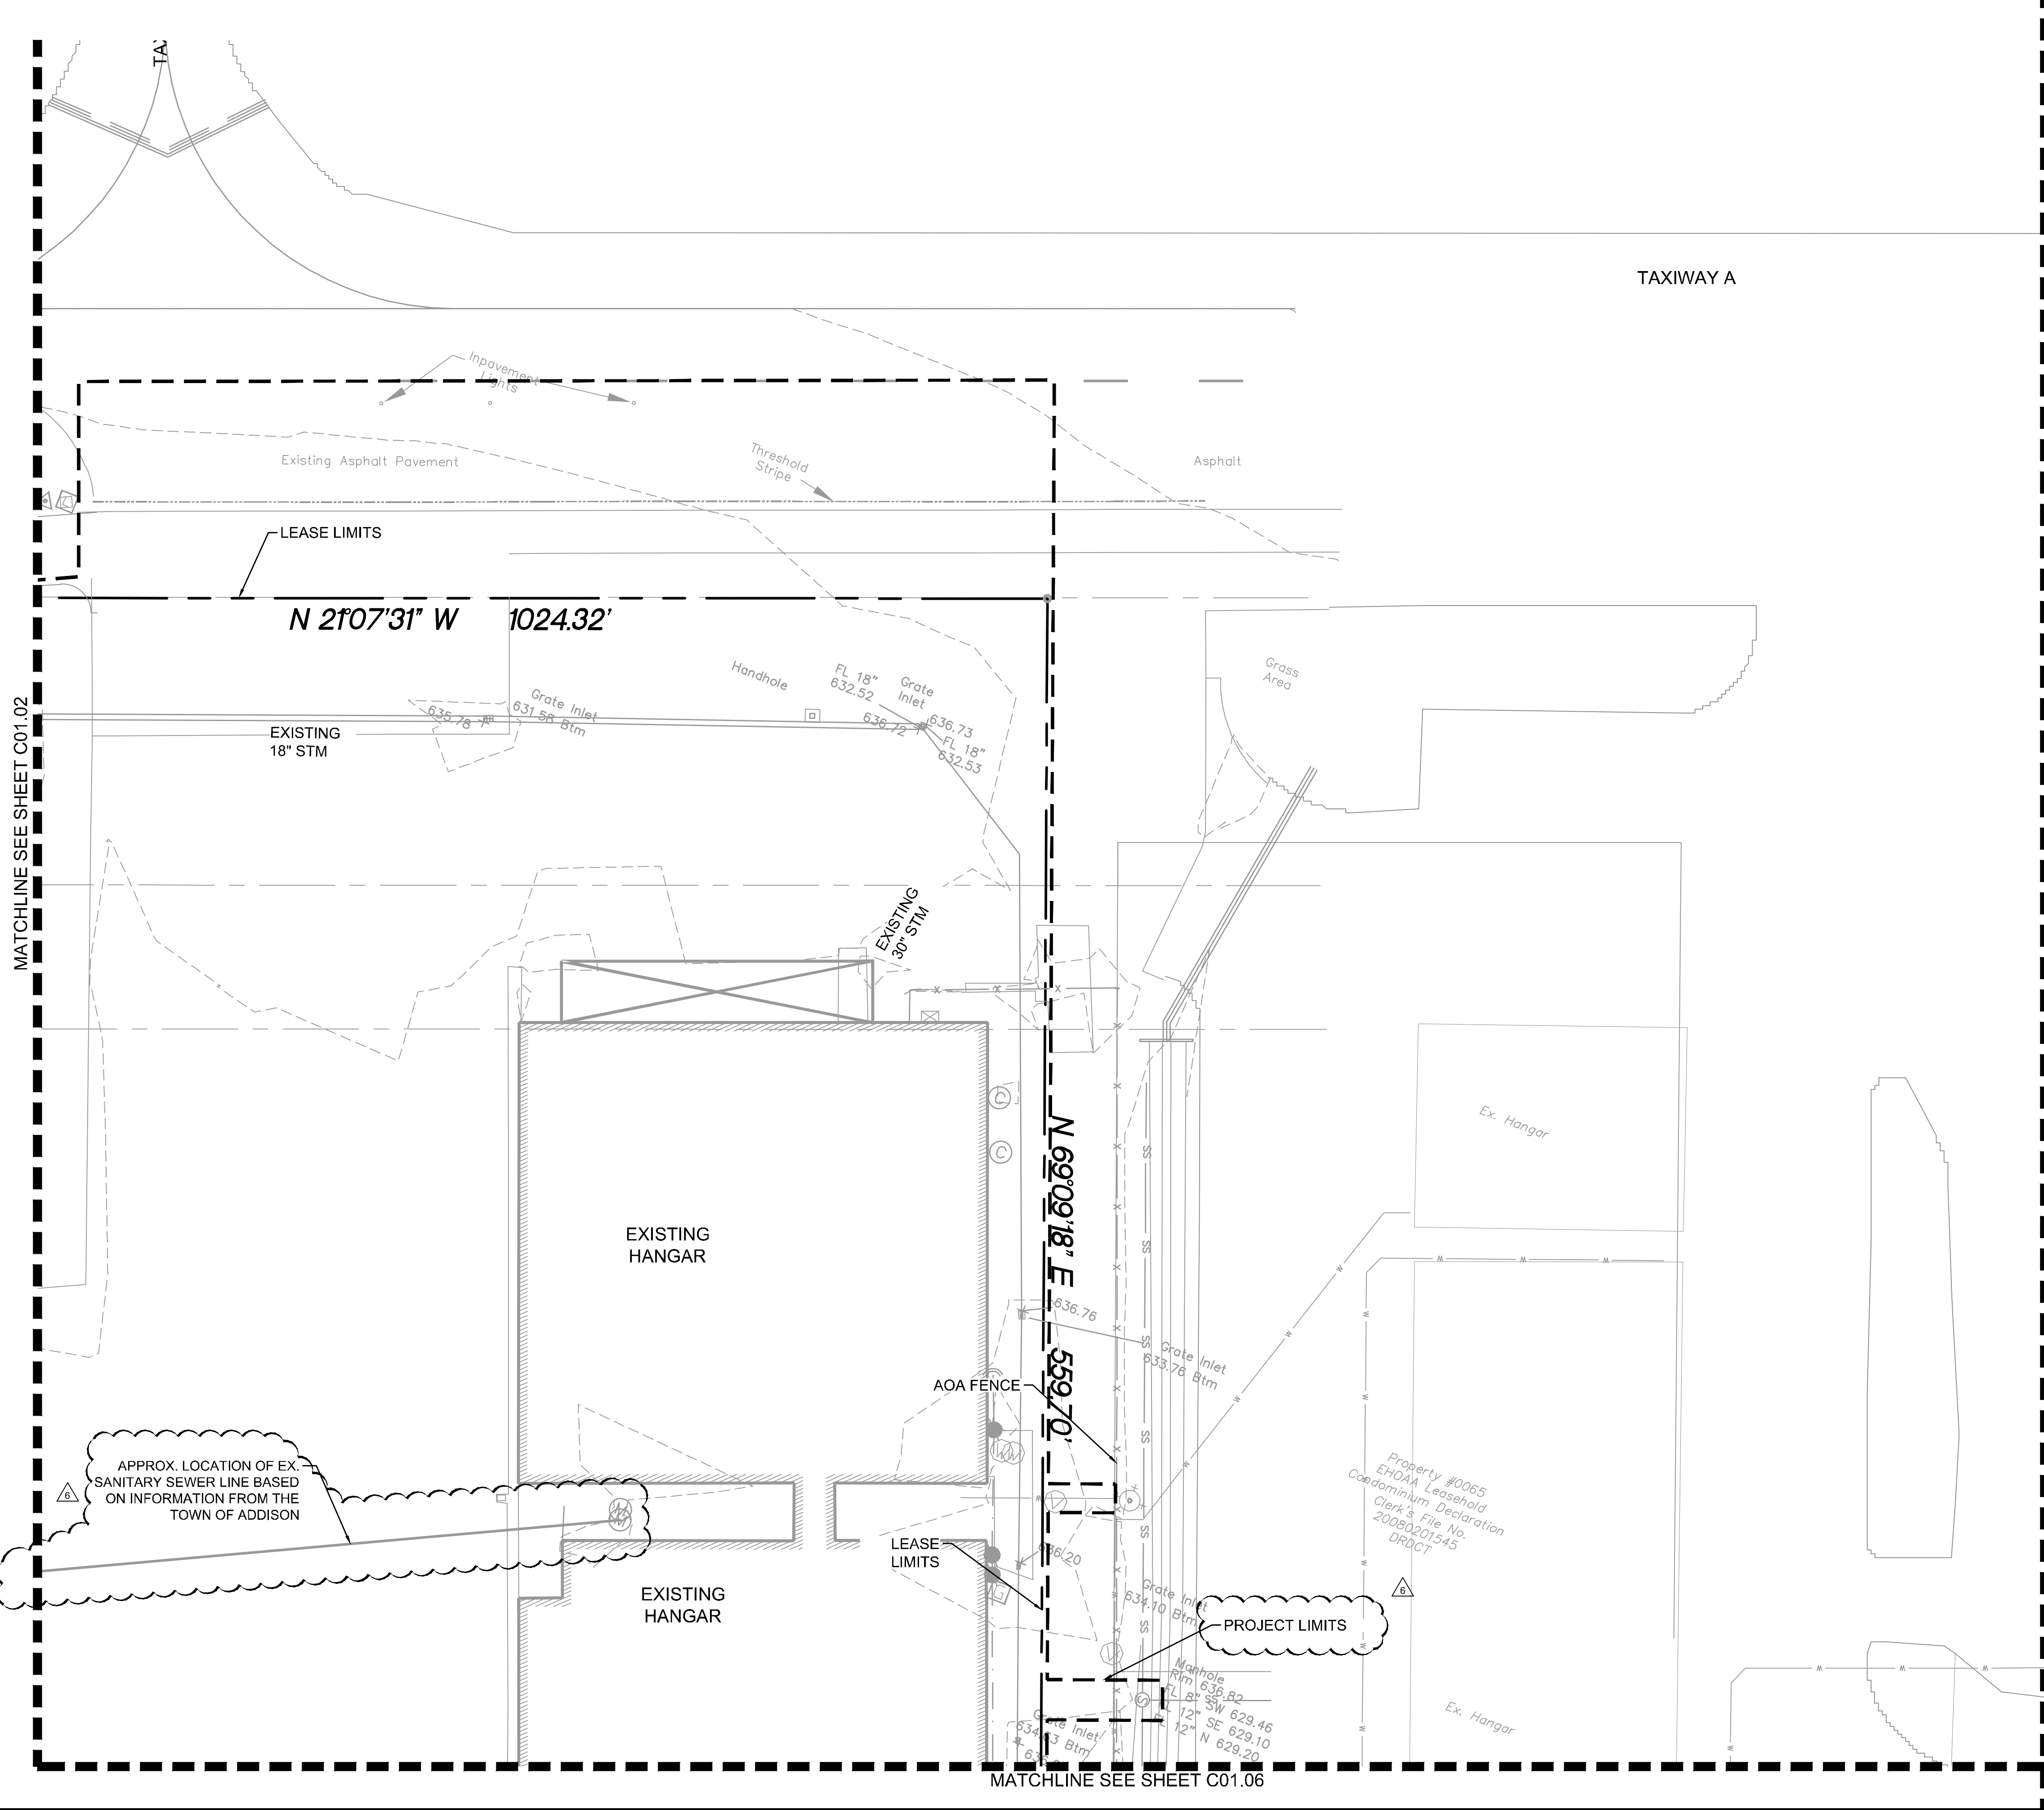 TAXIWAY A
Inpavement
Lights
Existing Asphalt Pavement
Threshold
Stripe
Asphalt
LEASE LIMITS
N 21°07'31" W 1024.32'
Grass
Area
Handhole
FL 18"
632.52
Grate
Inlet
636.72
636.73
FL 18"
632.53
635.78
Grate Inlet
631.58 Btm
EXISTING
18" STM
MATCHLINE SEE SHEET C01.02
EXISTING
30" STM
C
C
Ex. Hangar
N 69°09'18" E 559.70'
EXISTING
HANGAR
636.76
Grate Inlet
633.76 Btm
AOA FENCE
APPROX. LOCATION OF EX.
SANITARY SEWER LINE BASED
ON INFORMATION FROM THE
TOWN OF ADDISON
6
Property #0065
EHOAA Leasehold
Condominium Declaration
Clerk's File No.
20080201545
DRDCT
LEASE
LIMITS
636.20
EXISTING
HANGAR
Grate Inlet
634.10 Btm
6
PROJECT LIMITS
Manhole
Rim 636.82
FL 8" SW 629.46
FL 12" SE 629.10
FL 12" N 629.20
S
Grate Inlet
634.63 Btm
Ex. Hangar
MATCHLINE SEE SHEET C01.06